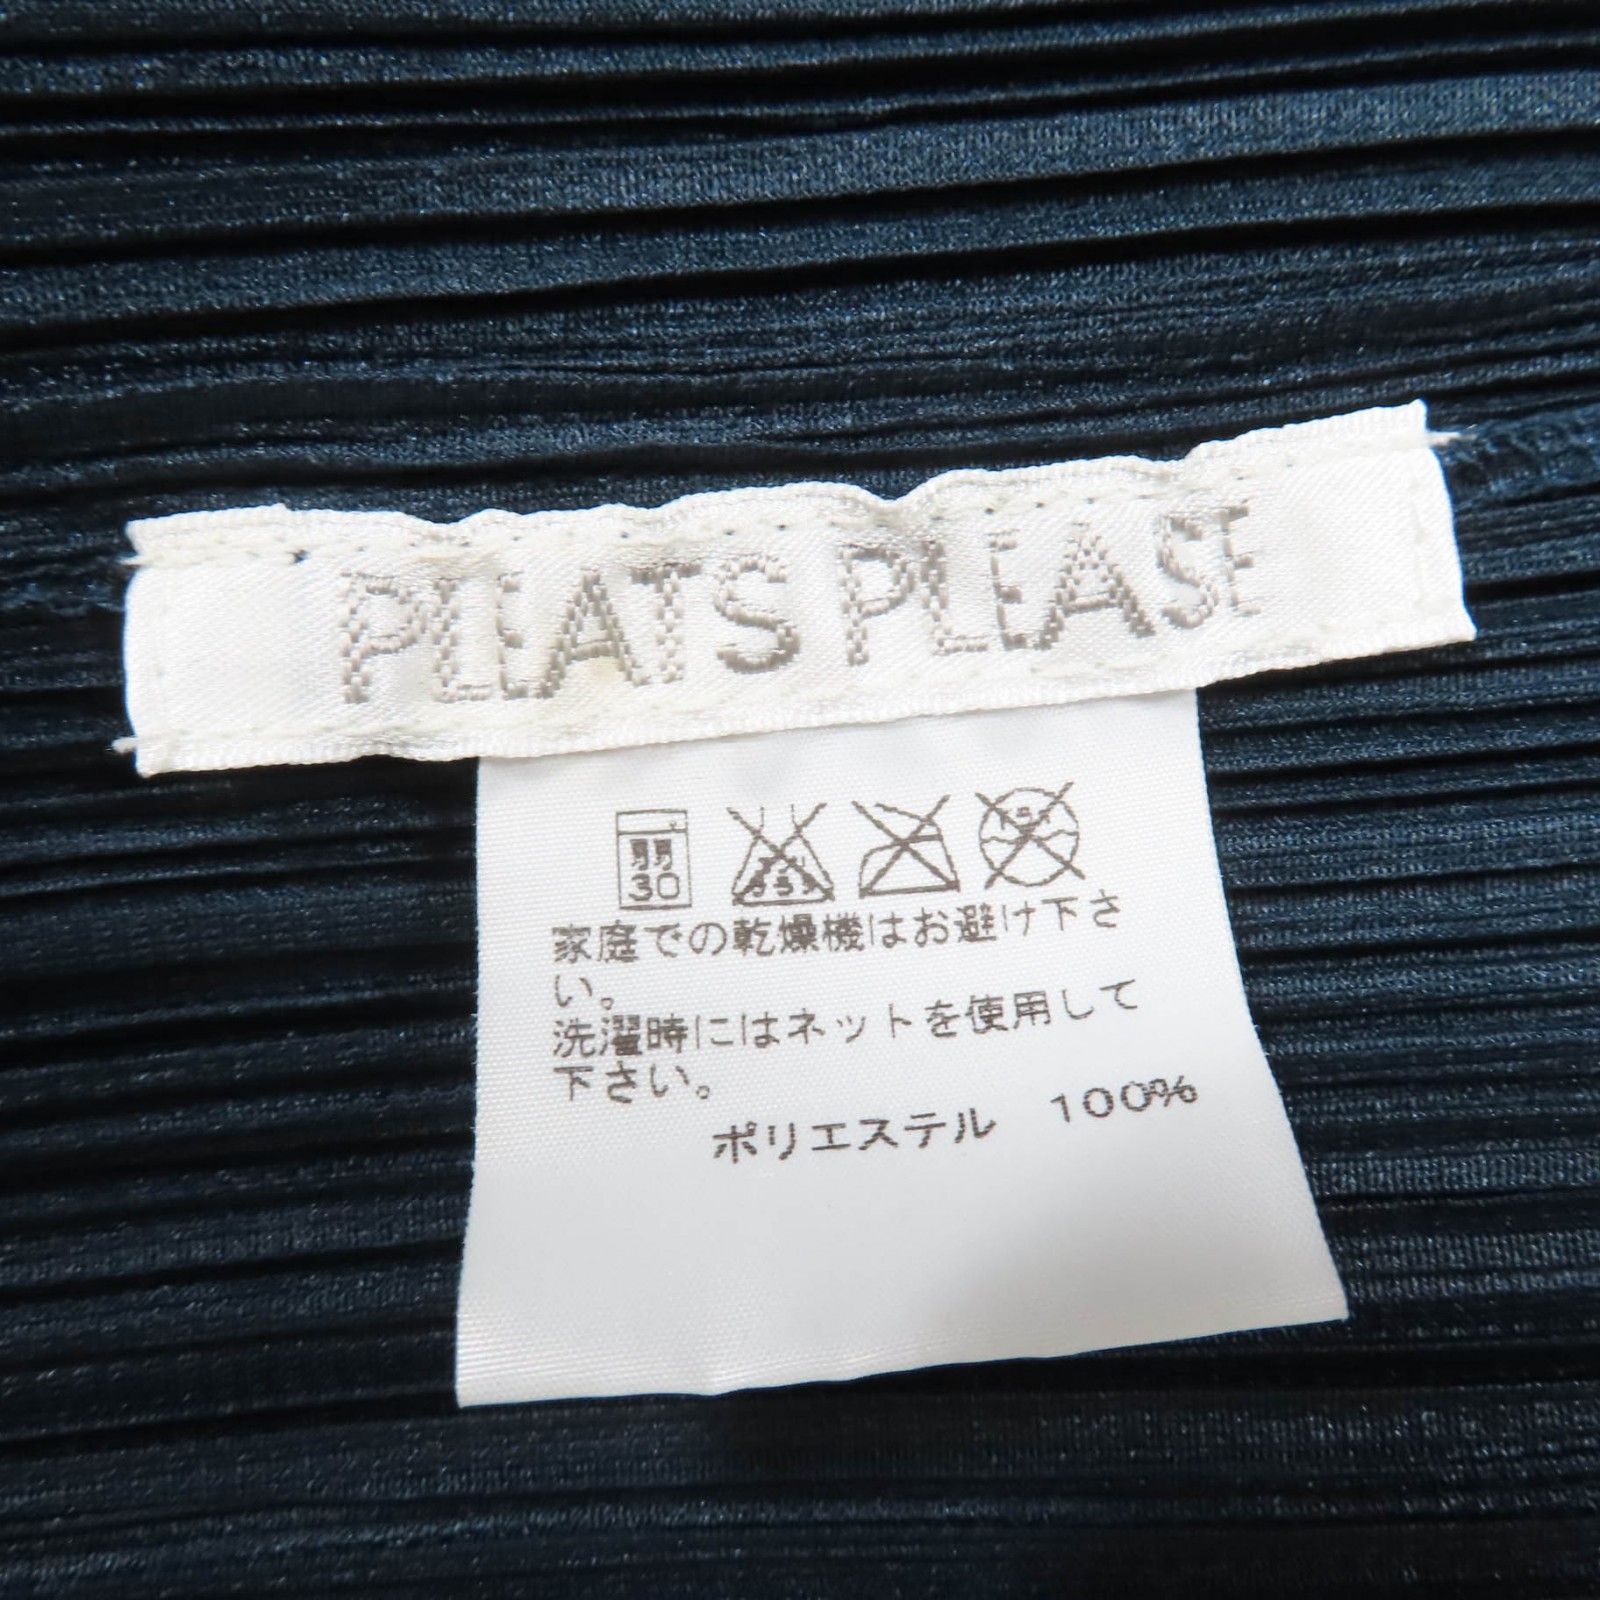 PLEATS PLEASE
弱
30
家庭での乾燥機はお避け下さ
い。
洗濯時にはネットを使用して
下さい。
ポリエステル 100%